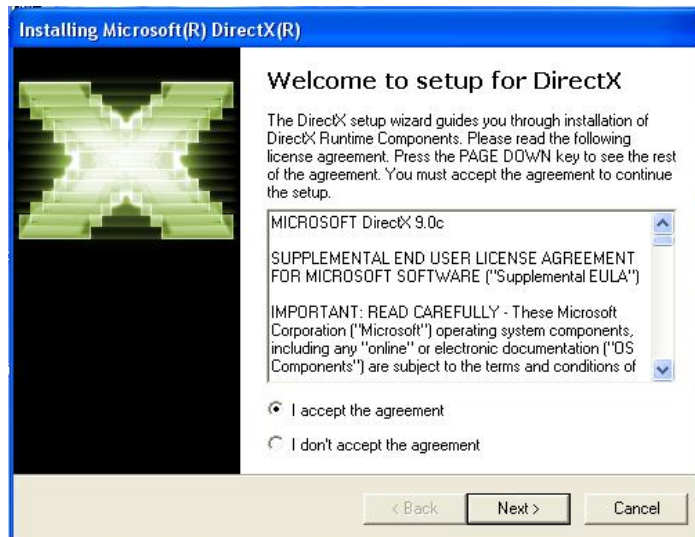 Installing Microsoft(R) DirectX(R)
Welcome to setup for DirectX
The DirectX setup wizard guides you through installation of
DirectX Runtime Components. Please read the following
license agreement. Press the PAGE DOWN key to see the rest
of the agreement. You must accept the agreement to continue
the setup.
MICROSOFT DirectX 9.0c
SUPPLEMENTAL END USER LICENSE AGREEMENT
FOR MICROSOFT SOFTWARE ("Supplemental EULA")
IMPORTANT: READ CAREFULLY - These Microsoft
Corporation ("Microsoft") operating system components,
including any "online" or electronic documentation ("OS
Components") are subject to the terms and conditions of
I accept the agreement
I don't accept the agreement
< Back
Next >
Cancel